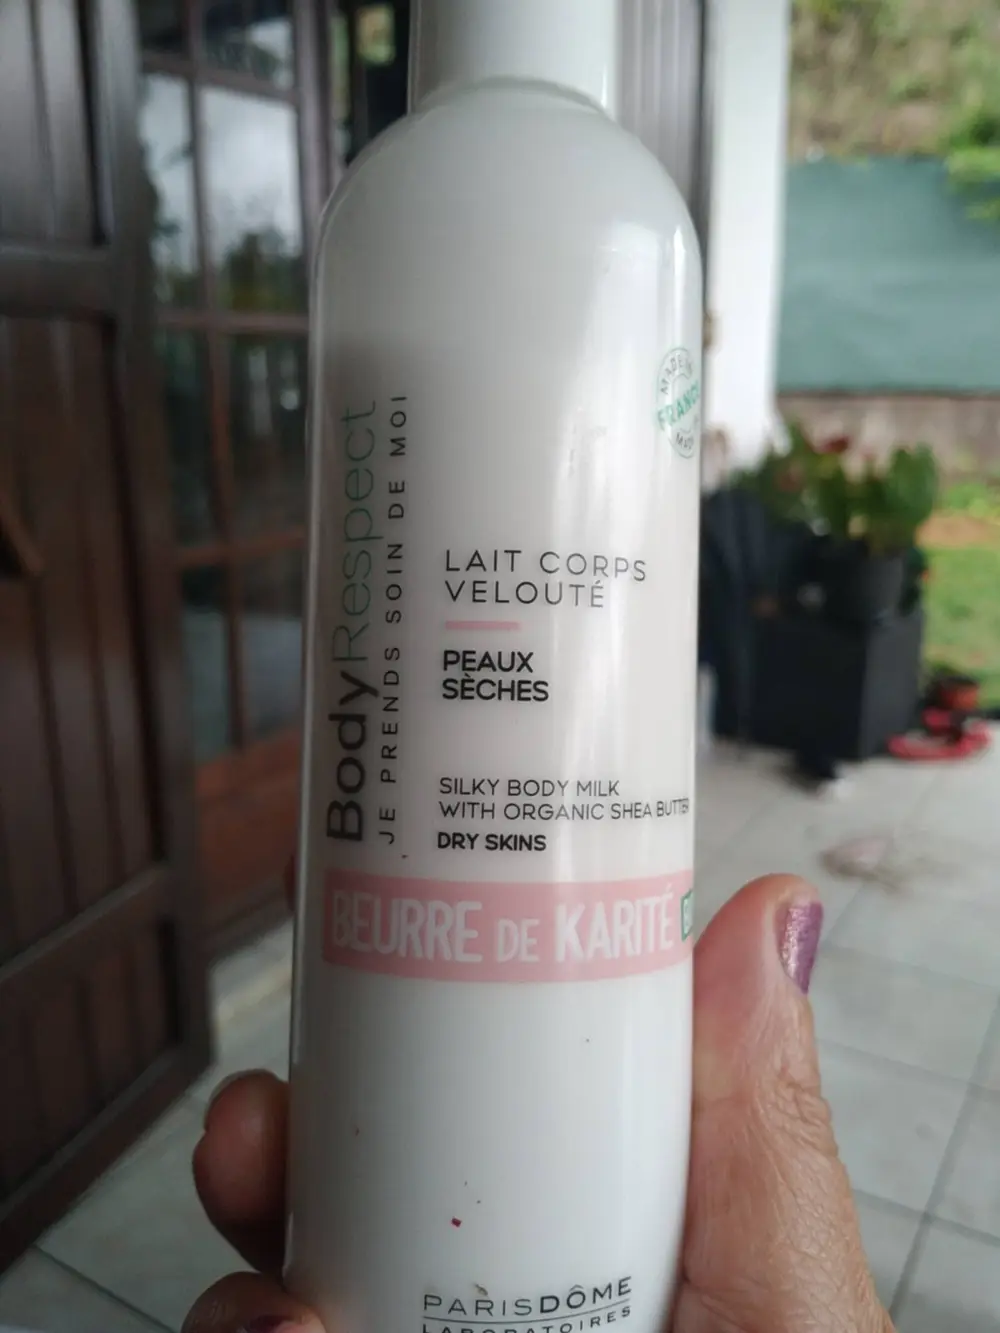 BodyRespect
JE PRENDS SOIN DE MOI
MADE IN
FRANCE
MADE
LAIT CORPS
VELOUTÉ
PEAUX
SÈCHES
SILKY BODY MILK
WITH ORGANIC SHEA BUTTER
DRY SKINS
BEURRE DE KARITÉ
PARISDÔME
LABORATOIRES